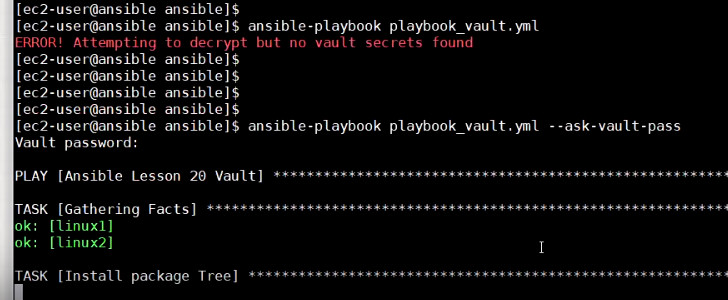 [ec2-user@ansible ansible]$
[ec2-user@ansible ansible]$ ansible-playbook playbook_vault.yml
ERROR! Attempting to decrypt but no vault secrets found
[ec2-user@ansible ansible]$
[ec2-user@ansible ansible]$
[ec2-user@ansible ansible]$
[ec2-user@ansible ansible]$
[ec2-user@ansible ansible]$ ansible-playbook playbook_vault.yml --ask-vault-pass
Vault password:
PLAY [Ansible Lesson 20 Vault] *******************************************************
TASK [Gathering Facts] ***************************************************************
ok: [linux1]
ok: [linux2]
TASK [Install package Tree] **********************************************************